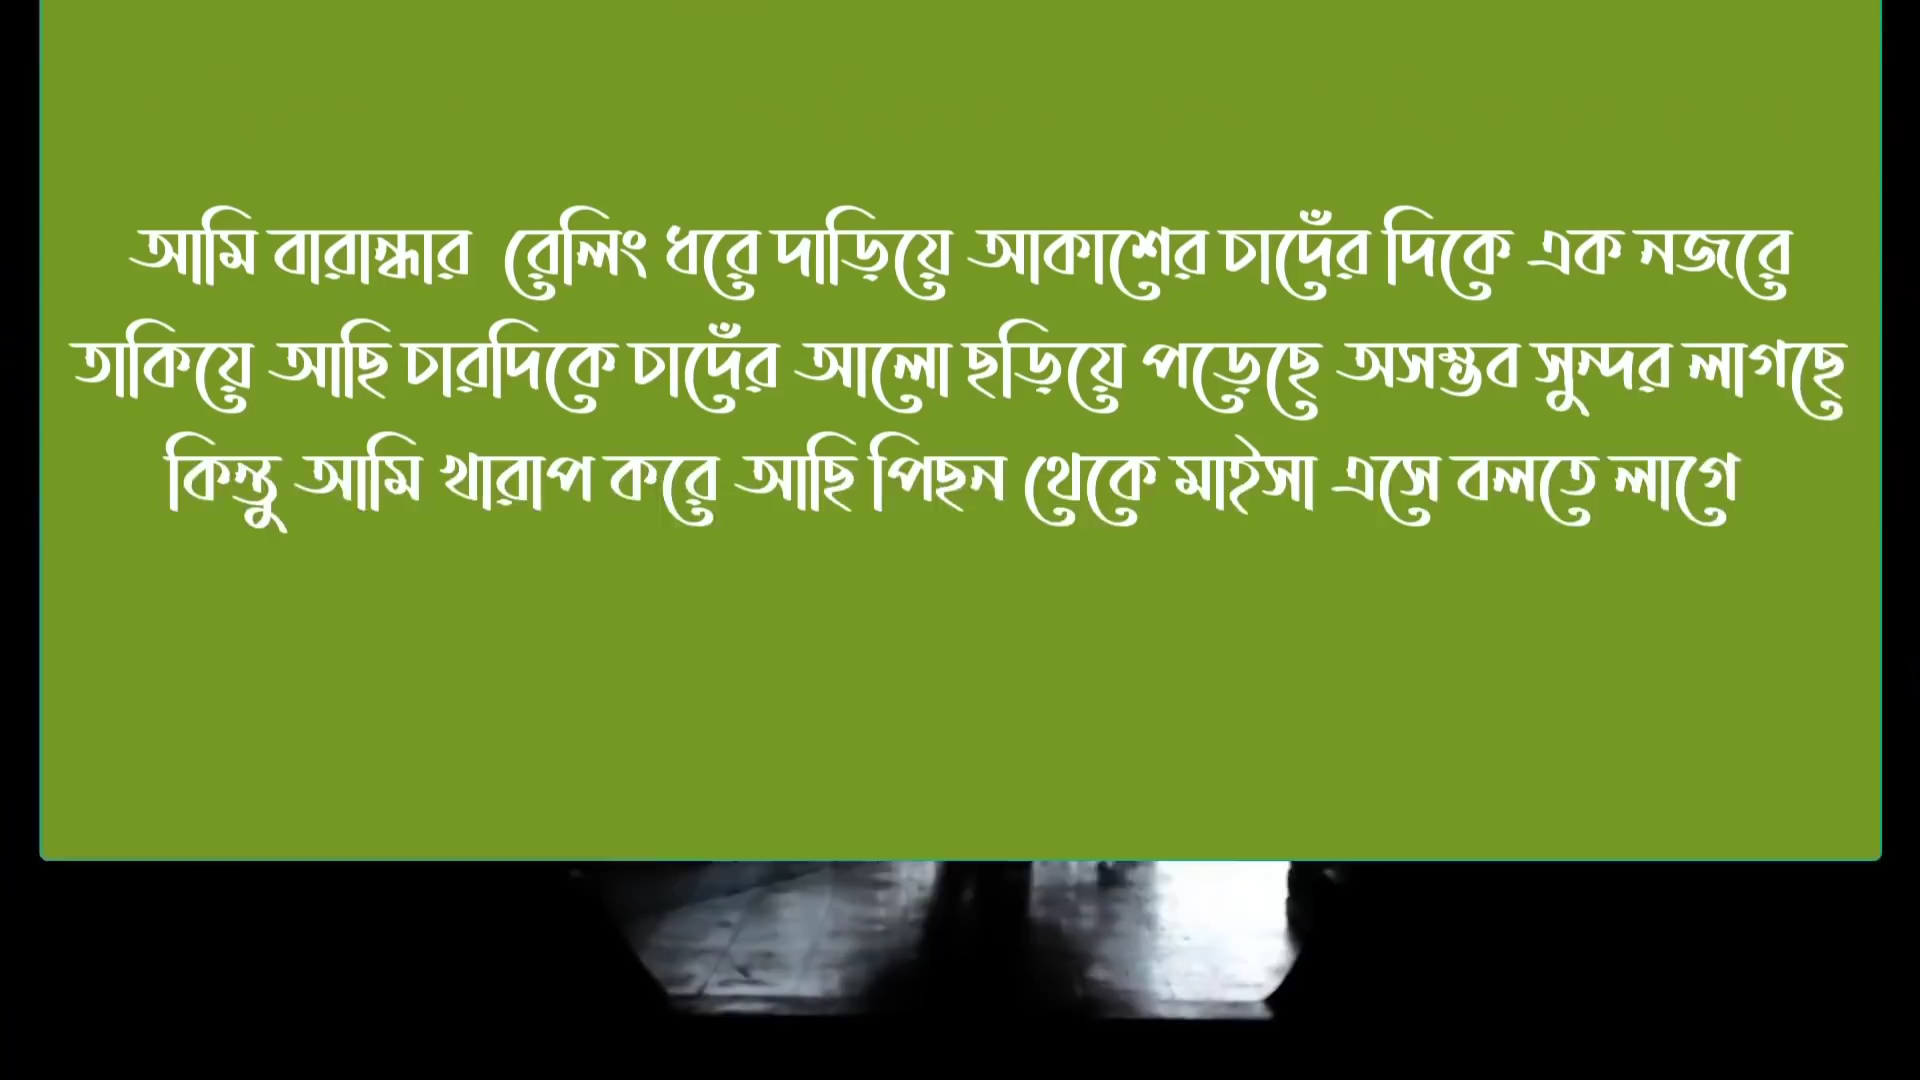 আমি বারান্ধার রেলিং ধরে দাড়িয়ে আকাশের চাদেঁর দিকে এক নজরে
তাকিয়ে আছি চারদিকে চাদেঁর আলো ছড়িয়ে পড়েছে অসম্ভব সুন্দর লাগছে
কিন্তু আমি খারাপ করে আছি পিছন থেকে মাইসা এসে বলতে লাগে